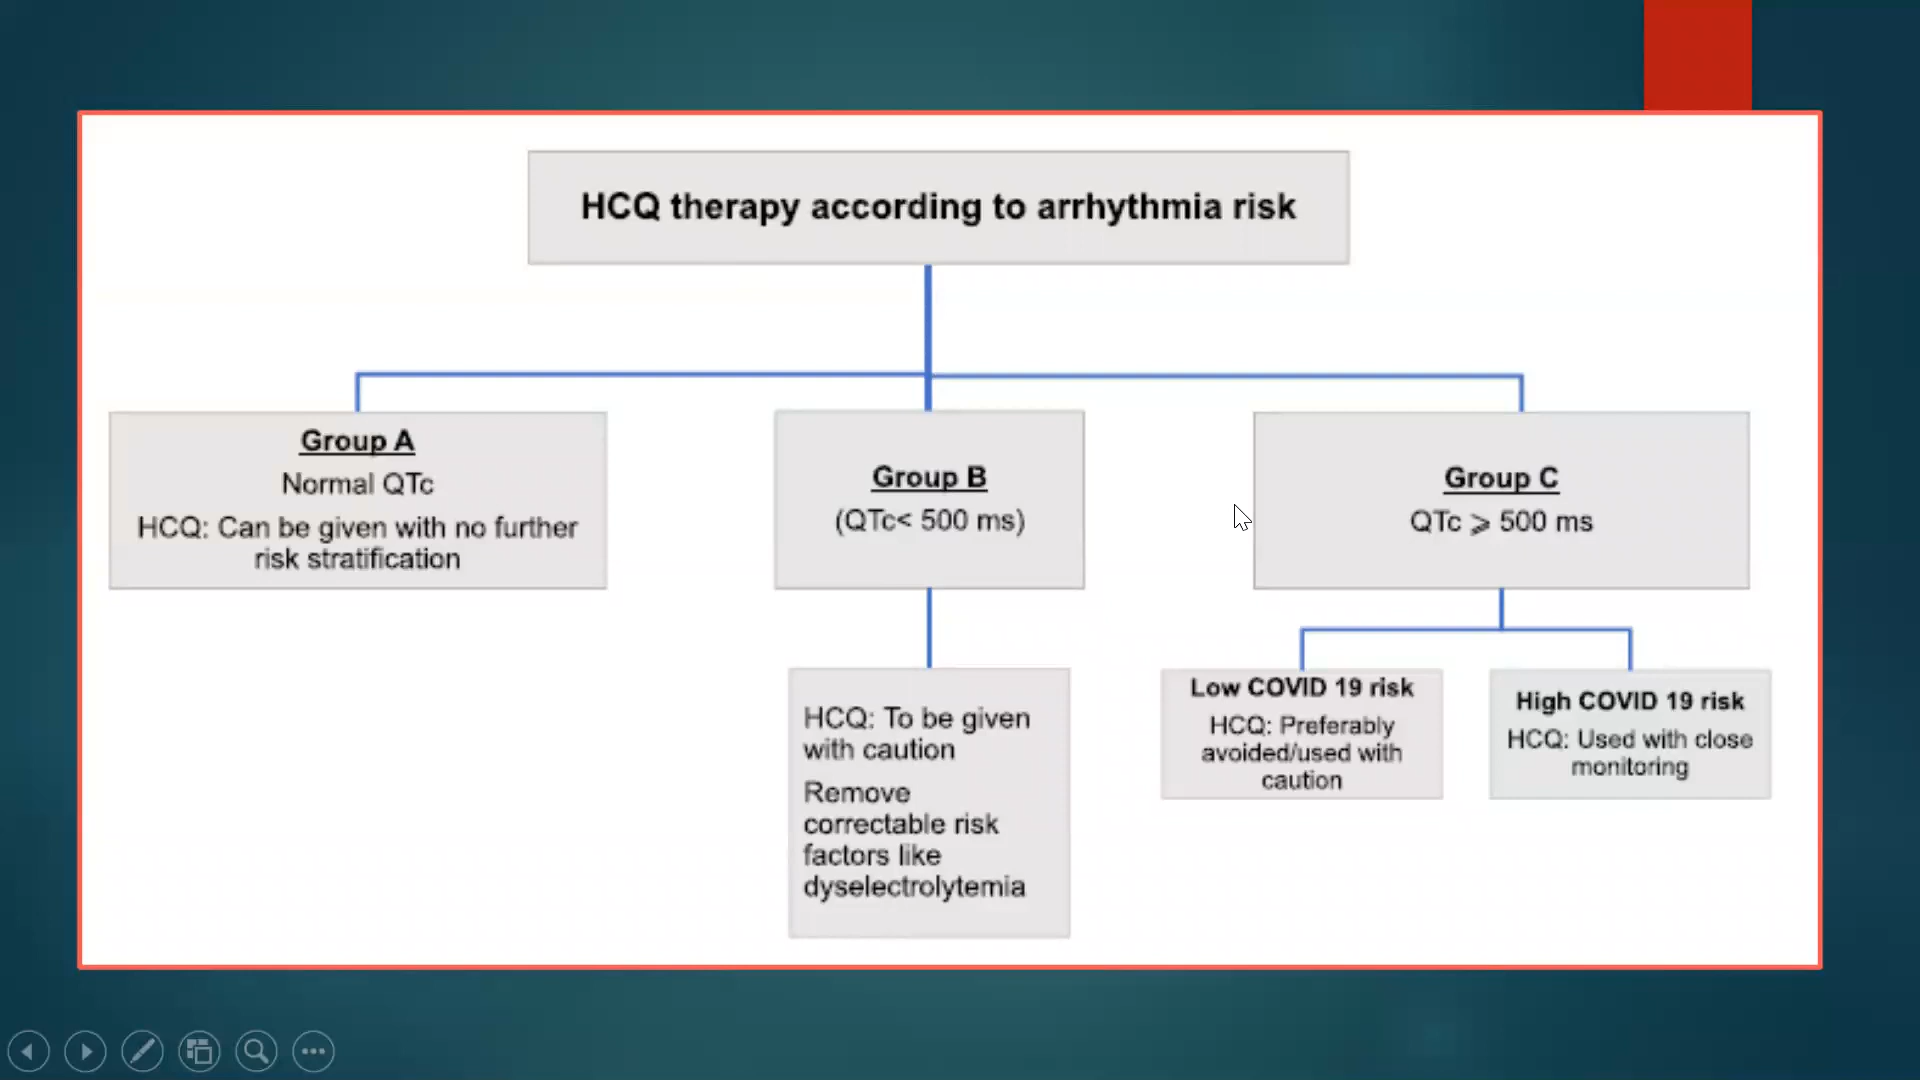 HCQ therapy according to arrhythmia risk
Group A
Normal QTc
HCQ: Can be given with no further
risk stratification
Group B
(QTc< 500 ms)
HCQ: To be given
with caution
Remove
correctable risk
factors like
dyselectrolytemia
Group C
QTc ⩾ 500 ms
Low COVID 19 risk
HCQ: Preferably
avoided/used with
caution
High COVID 19 risk
HCQ: Used with close
monitoring